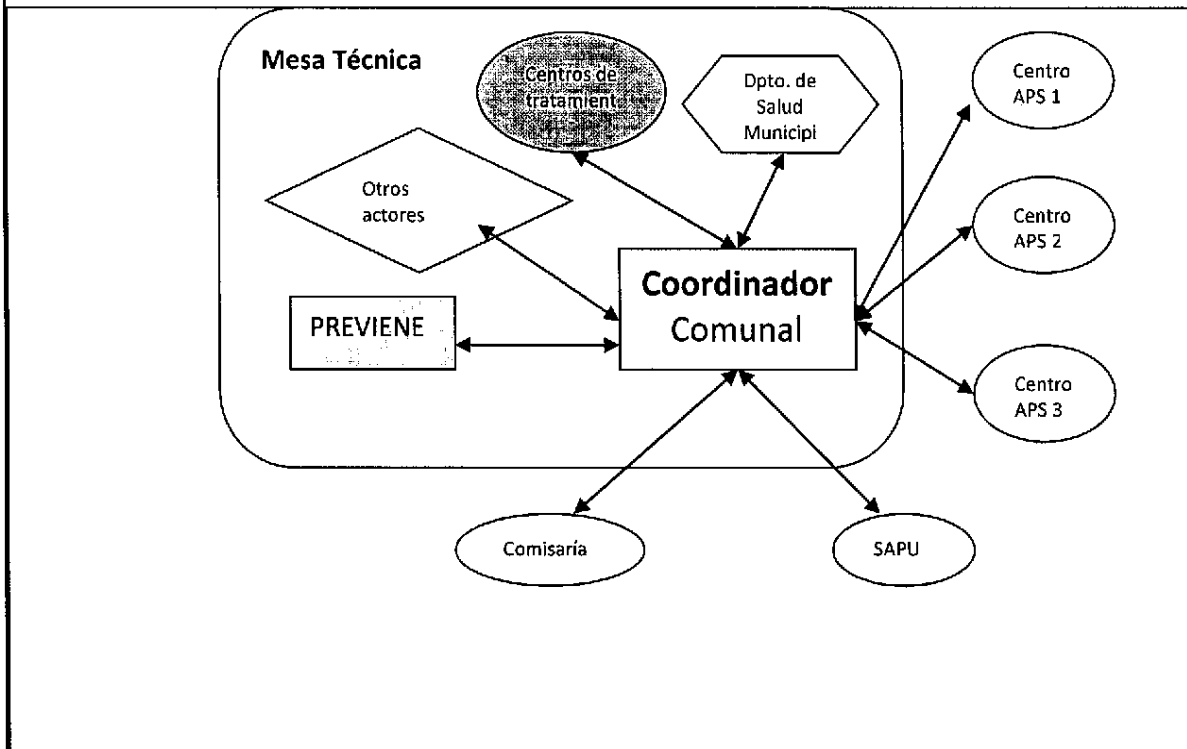 Mesa Técnica
Centros de
tratamient
Dpto. de
Salud
Municipi
Centro
APS 1
Otros
actores
Centro
APS 2
Coordinador
Comunal
PREVIENE
Centro
APS 3
Comisaría
SAPU